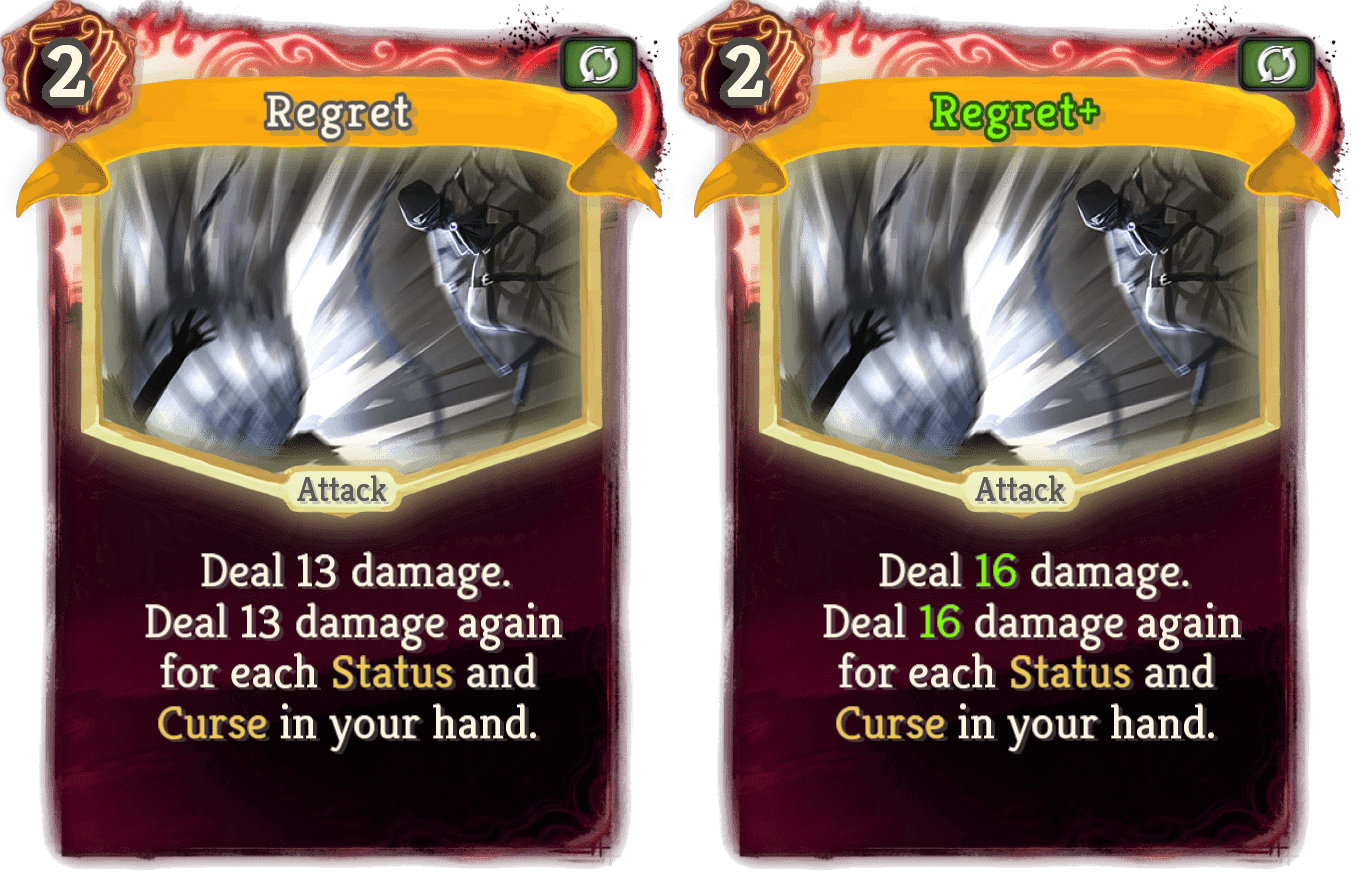 2
Regret
Attack
Deal 13 damage.
Deal 13 damage again
for each Status and
Curse in your hand.
2
Regret+
Attack
Deal 16 damage.
Deal 16 damage again
for each Status and
Curse in your hand.